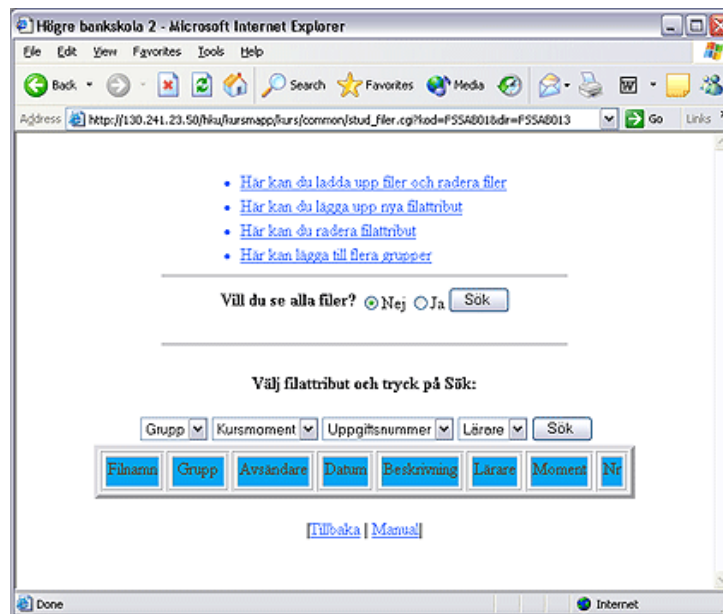 Högre bankskola 2 - Microsoft Internet Explorer
File Edit View Favorites Tools Help
Back Search Favorites Media
Address http://130.241.23.50/hku/kursmapp/kurs/common/stud_filer.cgi?kod=FSSA801&dir=FSSA8013 Go Links
Här kan du ladda upp filer och radera filer
Här kan du lägga upp nya filattribut
Här kan du radera filattribut
Här kan lägga till flera grupper
Vill du se alla filer? Nej Ja Sök
Välj filattribut och tryck på Sök:
Grupp Kursmoment Uppgiftsnummer Lärare Sök
Filnamn Grupp Avsändare Datum Beskrivning Lärare Moment Nr
[Tillbaka | Manual]
Done Internet